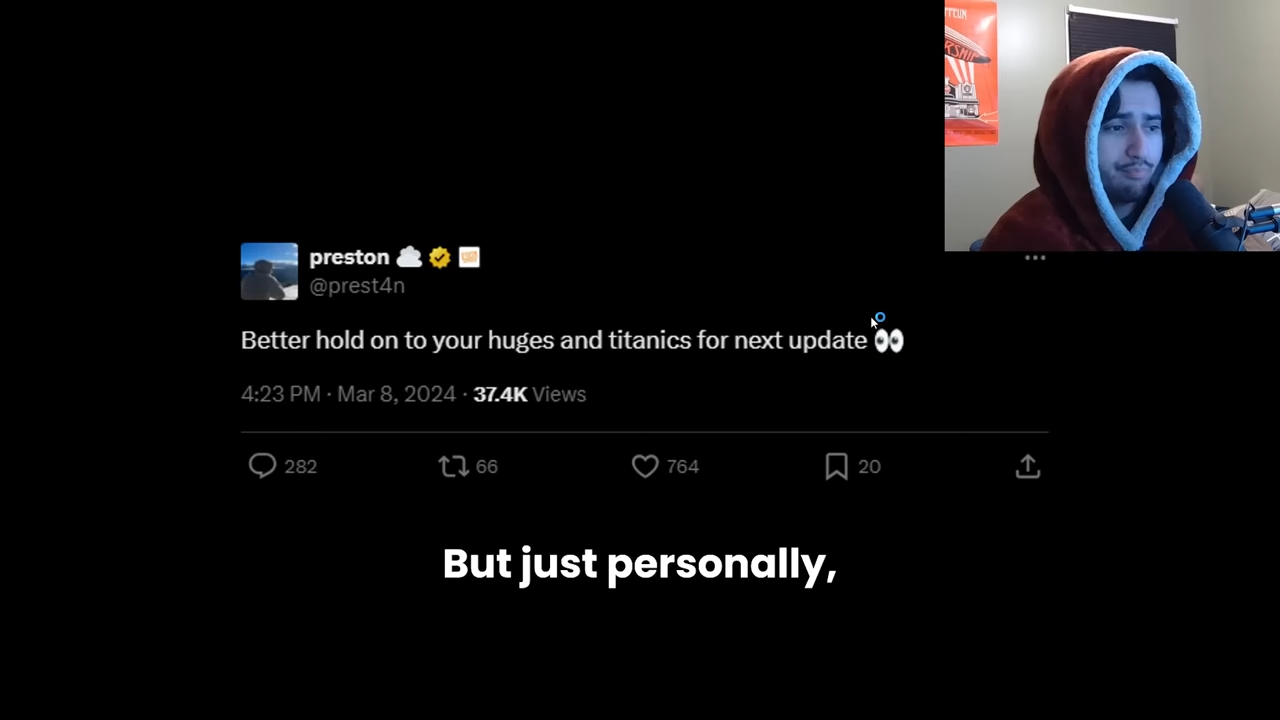 preston
@prest4n
Better hold on to your huges and titanics for next update 👀
4:23 PM · Mar 8, 2024 · 37.4K Views
282 66 764 20
But just personally,